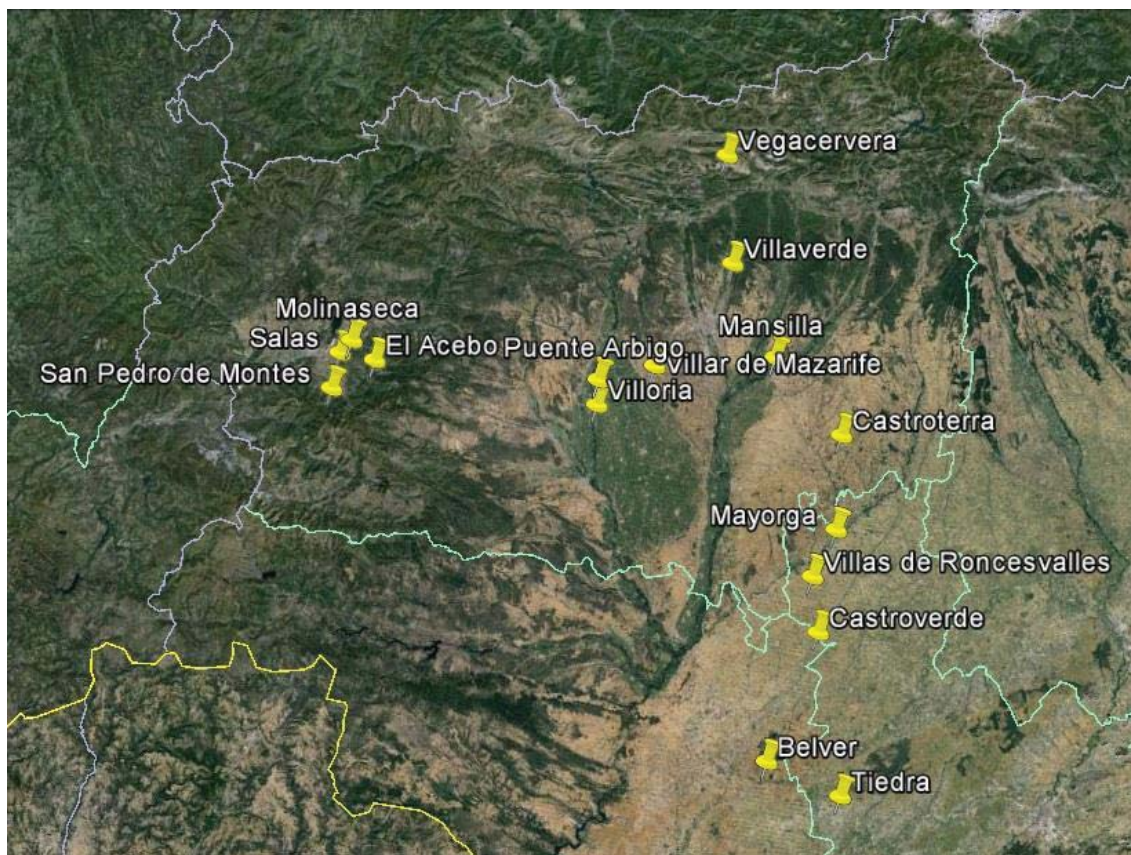 Vegacervera
Villaverde
Molinaseca
Salas
El Acebo
Puente Arbigo
Mansilla
Villar de Mazarife
San Pedro de Montes
Villoria
Castroterra
Mayorga
Villas de Roncesvalles
Castroverde
Belver
Tiedra